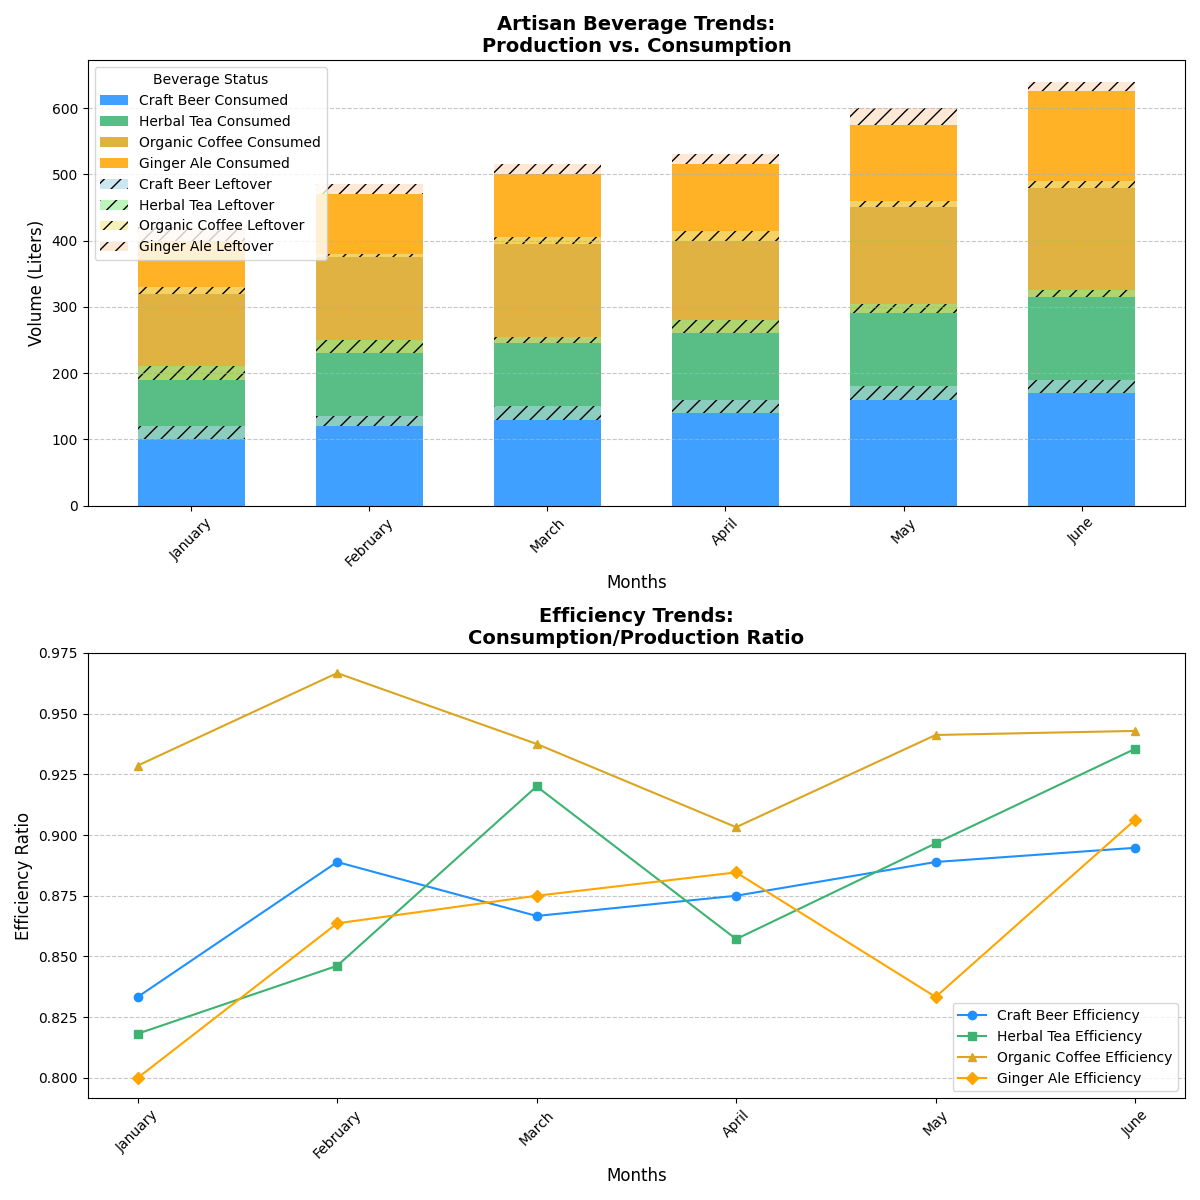 Artisan Beverage Trends:
Production vs. Consumption
Beverage Status
Craft Beer Consumed
Herbal Tea Consumed
Organic Coffee Consumed
Ginger Ale Consumed
Craft Beer Leftover
Herbal Tea Leftover
Organic Coffee Leftover
Ginger Ale Leftover
Volume (Liters)
600
500
400
300
200
100
0
January
February
March
April
May
June
Months
Efficiency Trends:
Consumption/Production Ratio
Efficiency Ratio
0.975
0.950
0.925
0.900
0.875
0.850
0.825
0.800
Craft Beer Efficiency
Herbal Tea Efficiency
Organic Coffee Efficiency
Ginger Ale Efficiency
January
February
March
April
May
June
Months